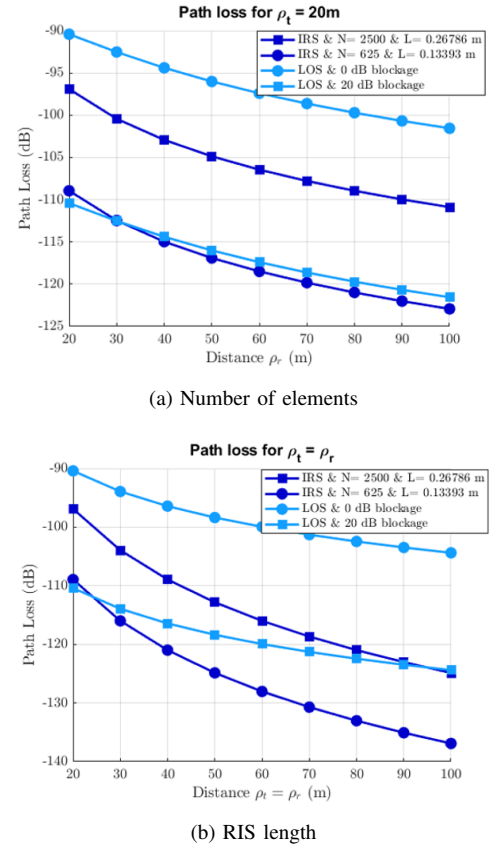 Path loss for ρt = 20m
IRS & N= 2500 & L= 0.26786 m
IRS & N= 625 & L= 0.13393 m
LOS & 0 dB blockage
LOS & 20 dB blockage
-90
-95
-100
-105
-110
-115
-120
-125
Path Loss (dB)
20 30 40 50 60 70 80 90 100
Distance ρr (m)
(a) Number of elements
Path loss for ρt = ρr
IRS & N= 2500 & L= 0.26786 m
IRS & N= 625 & L= 0.13393 m
LOS & 0 dB blockage
LOS & 20 dB blockage
-90
-100
-110
-120
-130
-140
Path Loss (dB)
20 30 40 50 60 70 80 90 100
Distance ρt = ρr (m)
(b) RIS length